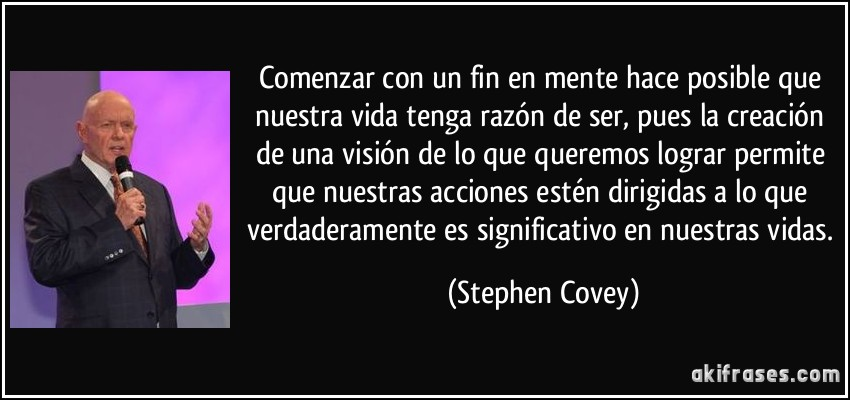 Comenzar con un fin en mente hace posible que
nuestra vida tenga razón de ser, pues la creación
de una visión de lo que queremos lograr permite
que nuestras acciones estén dirigidas a lo que
verdaderamente es significativo en nuestras vidas.
(Stephen Covey)
akifrases.com